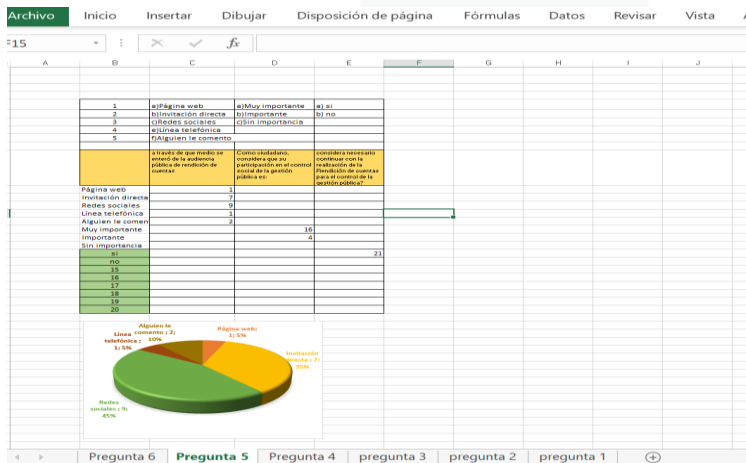 Archivo Inicio Insertar Dibujar Disposición de página Fórmulas Datos Revisar Vista
F15 fx
A B C D E F G H I J
1 a)Página web a)Muy importante a) si
2 b)Invitación directa b)Importante b) no
3 c)Redes sociales c)Sin importancia
4 e)Línea telefónica
5 f)Alguien le comento
a través de que medio se enteró de la audiencia pública de rendición de cuentas
Como ciudadano, considera que su participación en el control social de la gestión pública es:
considera necesario continuar con la realización de la Rendición de cuentas para el control de la gestión pública?
Página web 1
Invitación directa 7
Redes sociales 9
Línea telefónica 1
Alguien le comen 2
Muy importante 16
Importante 4
Sin importancia
si 21
no
15
16
17
18
19
20
Alguien le comento ; 2; 10%
Línea telefónica ; 1; 5%
Página web; 1; 5%
Invitación directa ; 7; 35%
Redes sociales ; 9; 45%
Pregunta 6 Pregunta 5 Pregunta 4 pregunta 3 pregunta 2 pregunta 1